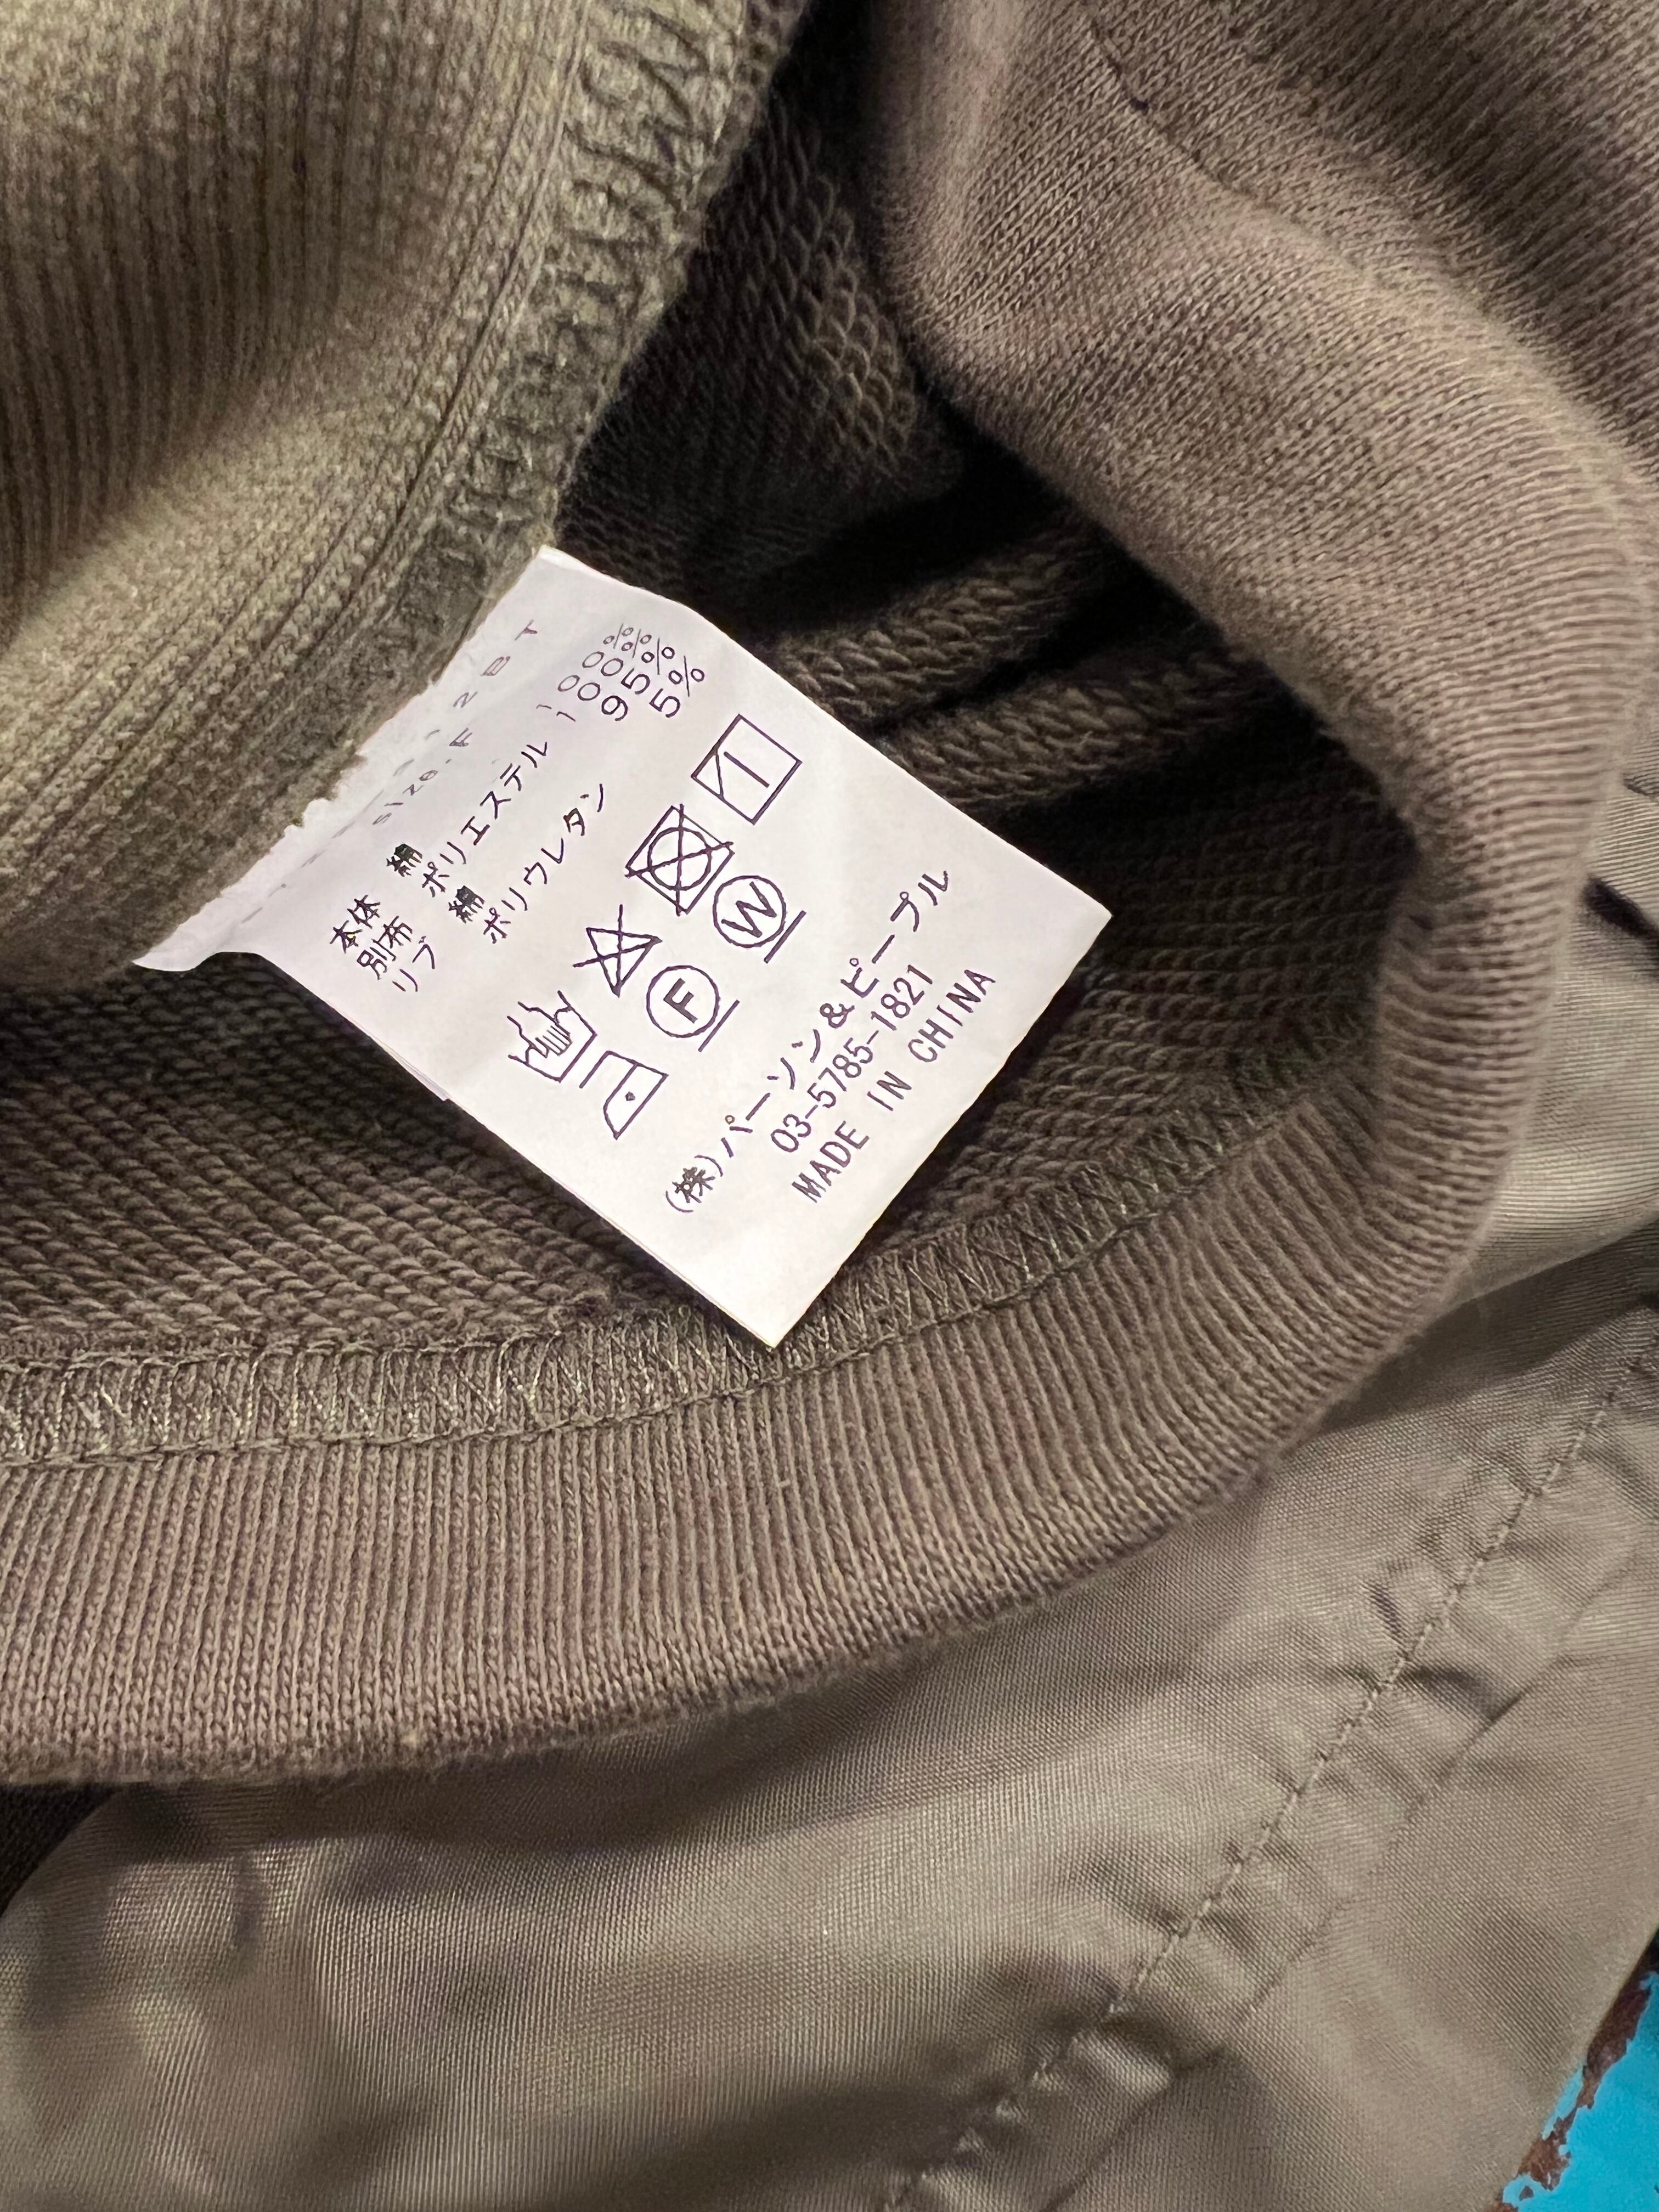 本体 綿 100%
別布 ポリエステル 100%
リブ 綿 95%
ポリウレタン 5%
W
F
(株)パーソン&ピープル
03-5785-1821
MADE IN CHINA